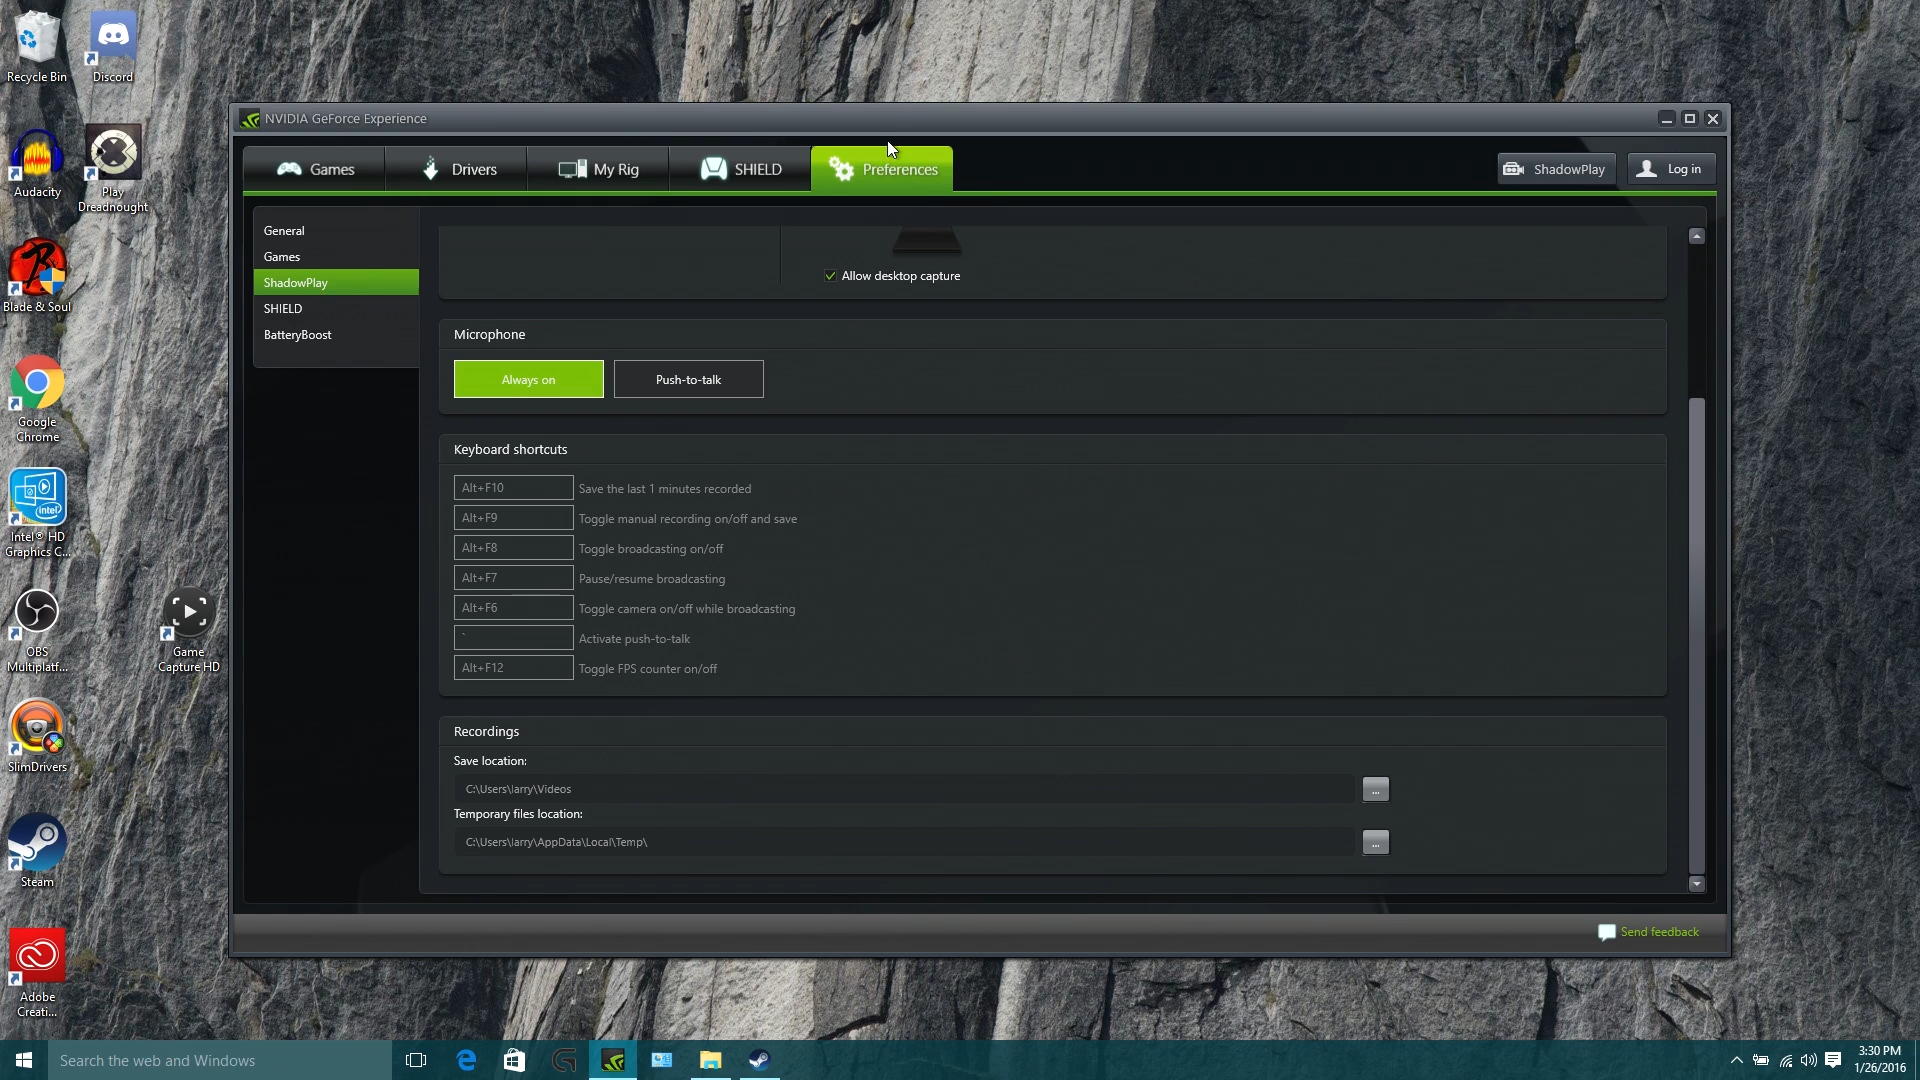 Recycle Bin
Discord
Audacity
Play
Dreadnought
Blade & Soul
Google
Chrome
Intel® HD
Graphics C...
OBS
Multiplatf...
Game
Capture HD
SlimDrivers
Steam
Adobe
Creati...
NVIDIA GeForce Experience
Games
Drivers
My Rig
SHIELD
Preferences
ShadowPlay
Log in
General
Games
ShadowPlay
SHIELD
BatteryBoost
Allow desktop capture
Microphone
Always on
Push-to-talk
Keyboard shortcuts
Alt+F10 Save the last 1 minutes recorded
Alt+F9 Toggle manual recording on/off and save
Alt+F8 Toggle broadcasting on/off
Alt+F7 Pause/resume broadcasting
Alt+F6 Toggle camera on/off while broadcasting
` Activate push-to-talk
Alt+F12 Toggle FPS counter on/off
Recordings
Save location:
C:\Users\larry\Videos
...
Temporary files location:
C:\Users\larry\AppData\Local\Temp\
...
Send feedback
Search the web and Windows
3:30 PM
1/26/2016